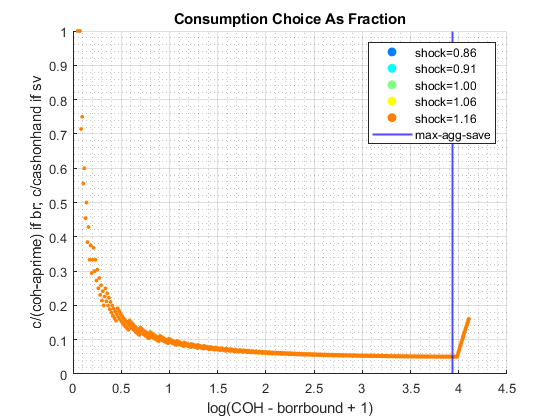 Consumption Choice As Fraction
c/(coh-aprime) if br, c/cashonhand if sv
1
0.9
0.8
0.7
0.6
0.5
0.4
0.3
0.2
0.1
0
shock=0.86
shock=0.91
shock=1.00
shock=1.06
shock=1.16
max-agg-save
0 0.5 1 1.5 2 2.5 3 3.5 4 4.5
log(COH - borrbound + 1)